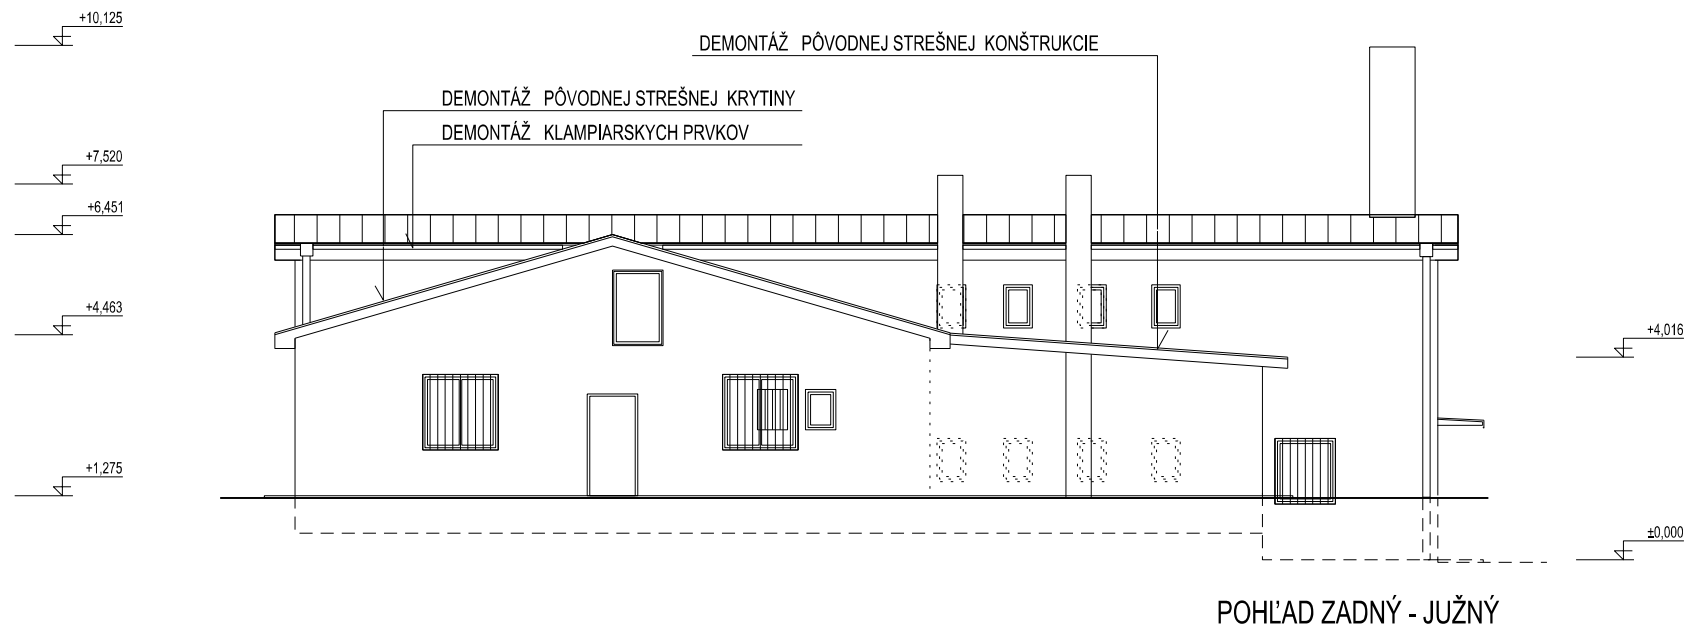 +10,125
DEMONTÁŽ PÔVODNEJ STREŠNEJ KONŠTRUKCIE
DEMONTÁŽ PÔVODNEJ STREŠNEJ KRYTINY
DEMONTÁŽ KLAMPIARSKYCH PRVKOV
+7,520
+6,451
+4,463
+4,016
+1,275
±0,000
POHĽAD ZADNÝ - JUŽNÝ